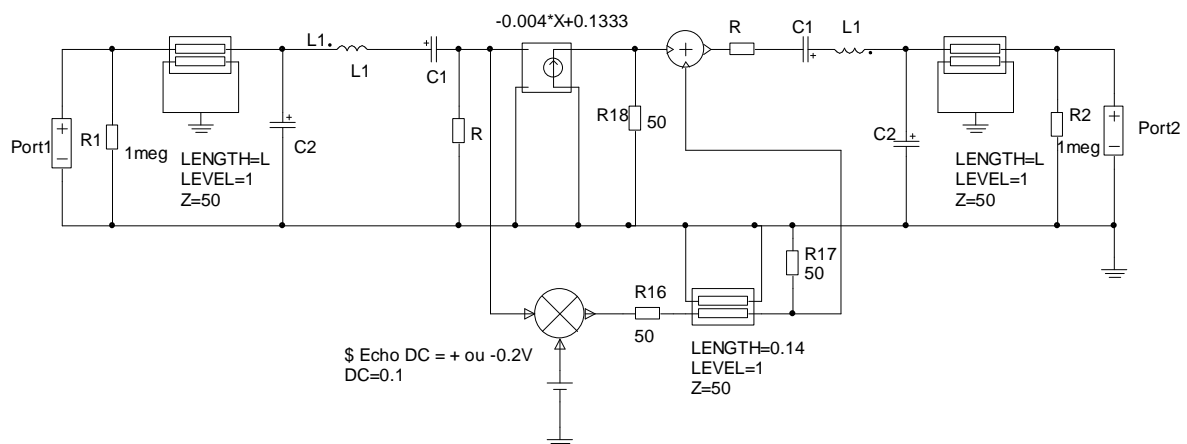 -0.004*X+0.1333
L1
L1
C1
R
C1
L1
Port1
R1
1meg
C2
R
R18
50
C2
R2
1meg
Port2
LENGTH=L
LEVEL=1
Z=50
LENGTH=L
LEVEL=1
Z=50
R17
50
R16
50
$ Echo DC = + ou -0.2V
DC=0.1
LENGTH=0.14
LEVEL=1
Z=50